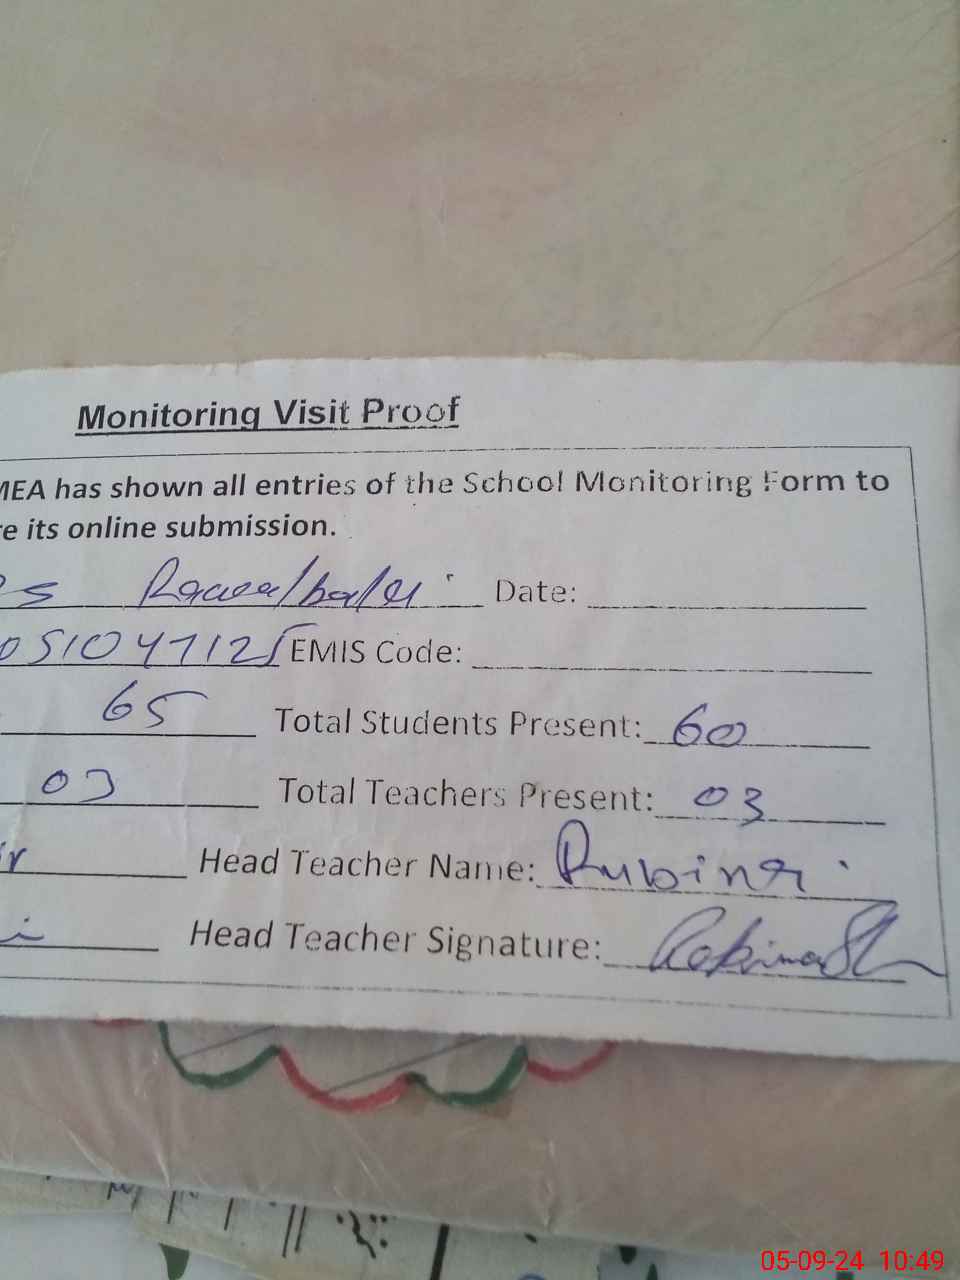 Monitoring Visit Proof
MEA has shown all entries of the School Monitoring Form to
re its online submission.
Date:
051047125 EMIS Code:
65 Total Students Present: 60
03 Total Teachers Present: 03
Head Teacher Name: Rubina
Head Teacher Signature:
05-09-24 10:49